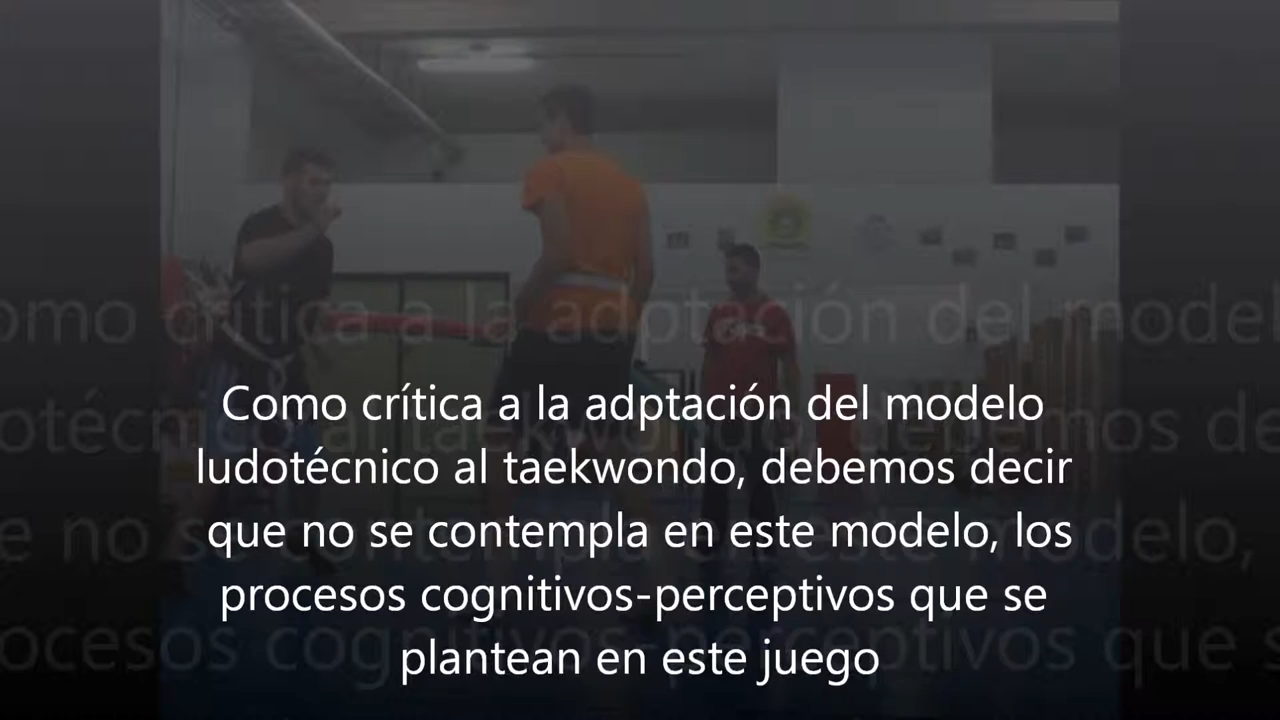 Como crítica a la adptación del modelo
ludotécnico al taekwondo, debemos decir
que no se contempla en este modelo, los
procesos cognitivos-perceptivos que se
plantean en este juego